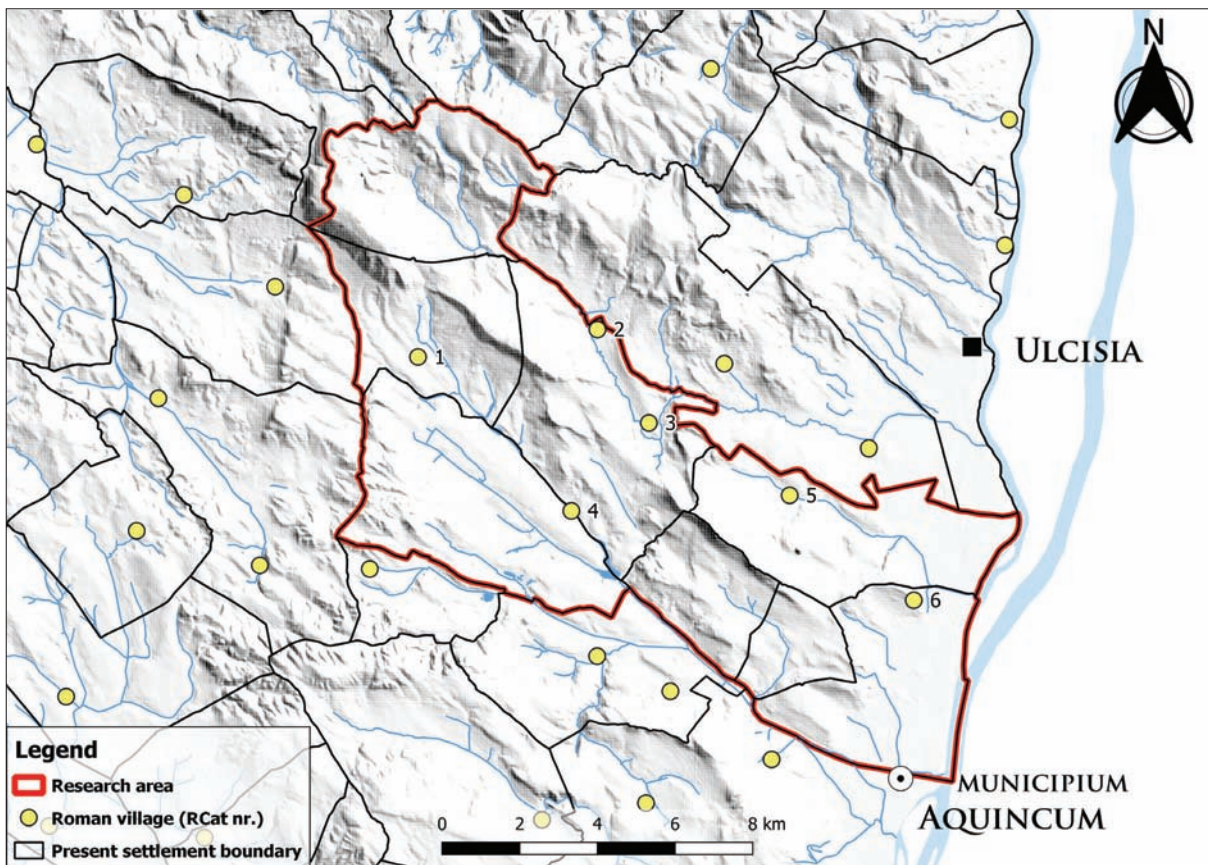 N
ULCISIA
1
2
3
4
5
6
MUNICIPIUM
AQUINCUM
Legend
Research area
Roman village (RCat nr.)
Present settlement boundary
0 2 4 6 8 km